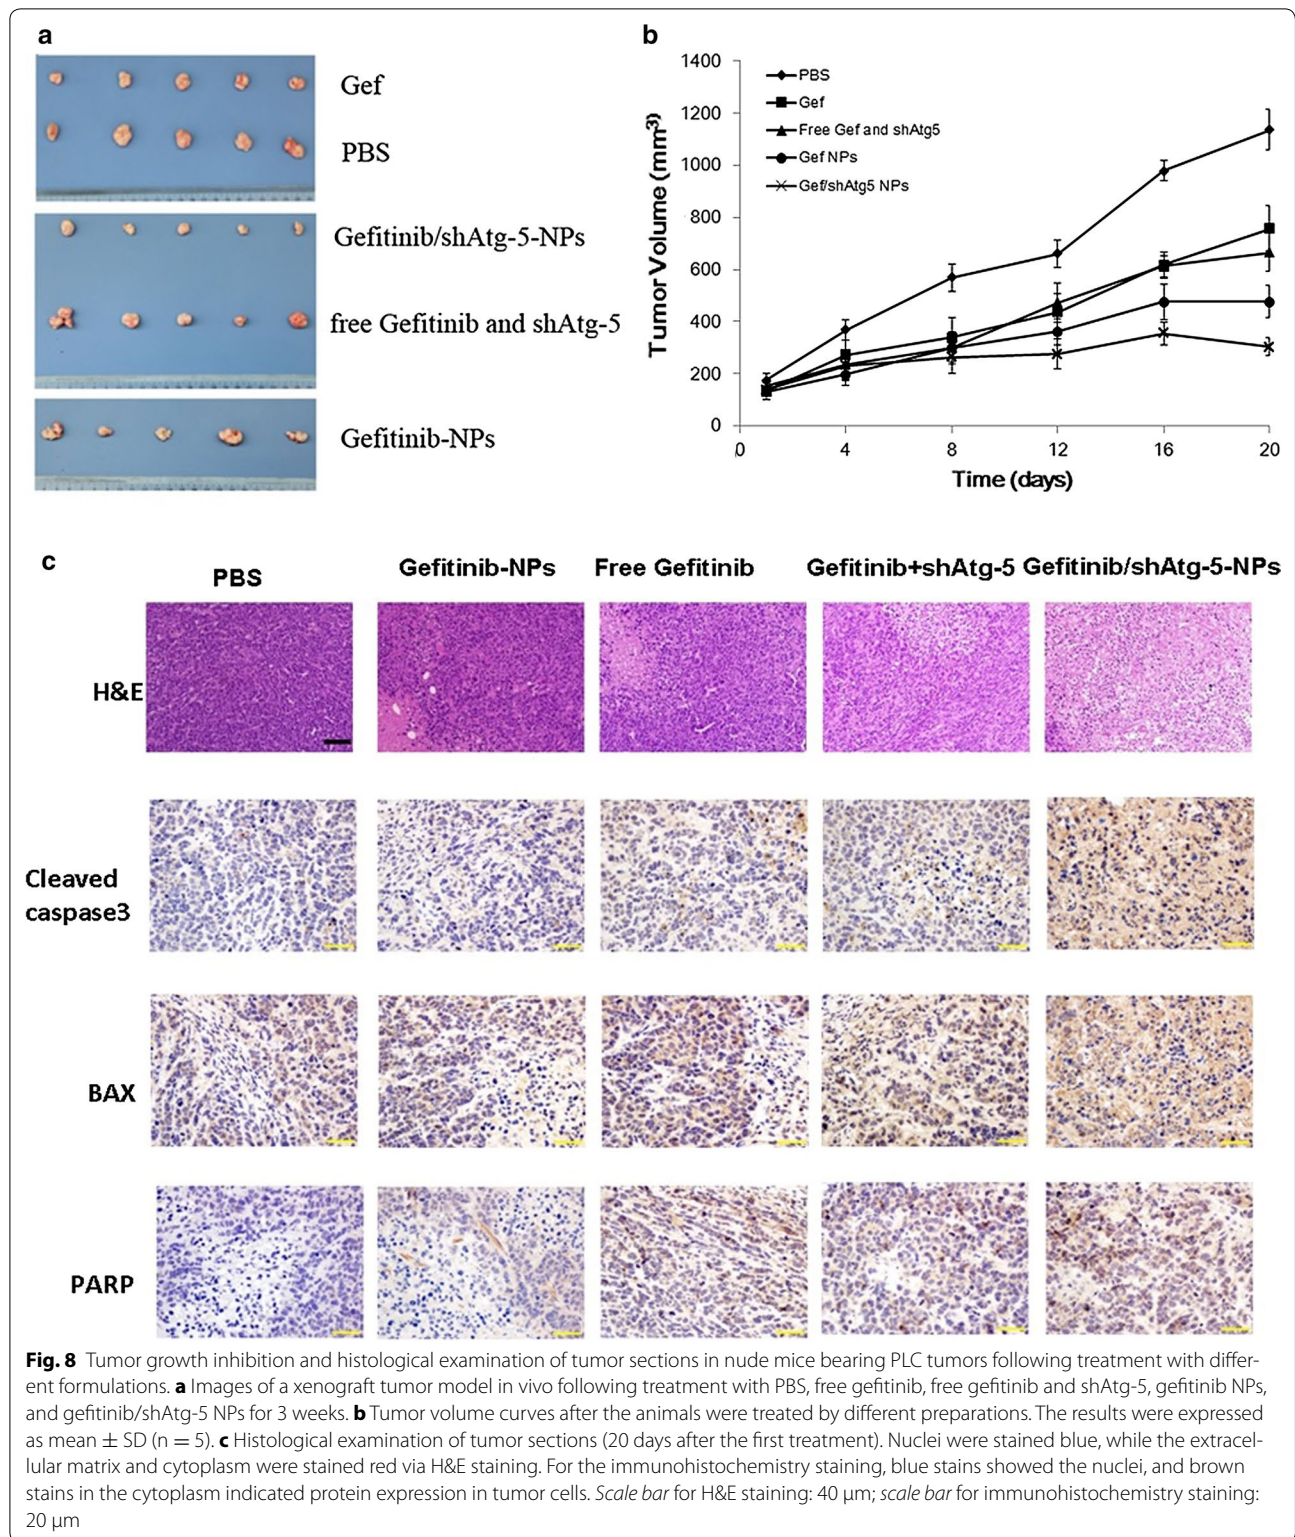 a
Gef
PBS
Gefitinib/shAtg-5-NPs
free Gefitinib and shAtg-5
Gefitinib-NPs
b
Tumor Volume (mm³)
1400
1200
1000
800
600
400
200
0
PBS
Gef
Free Gef and shAtg5
Gef NPs
Gef/shAtg5 NPs
0 4 8 12 16 20
Time (days)
c
PBS Gefitinib-NPs Free Gefitinib Gefitinib+shAtg-5 Gefitinib/shAtg-5-NPs
H&E
Cleaved
caspase3
BAX
PARP
Fig. 8 Tumor growth inhibition and histological examination of tumor sections in nude mice bearing PLC tumors following treatment with differ-
ent formulations. a Images of a xenograft tumor model in vivo following treatment with PBS, free gefitinib, free gefitinib and shAtg-5, gefitinib NPs,
and gefitinib/shAtg-5 NPs for 3 weeks. b Tumor volume curves after the animals were treated by different preparations. The results were expressed
as mean ± SD (n = 5). c Histological examination of tumor sections (20 days after the first treatment). Nuclei were stained blue, while the extracel-
lular matrix and cytoplasm were stained red via H&E staining. For the immunohistochemistry staining, blue stains showed the nuclei, and brown
stains in the cytoplasm indicated protein expression in tumor cells. Scale bar for H&E staining: 40 μm; scale bar for immunohistochemistry staining:
20 μm